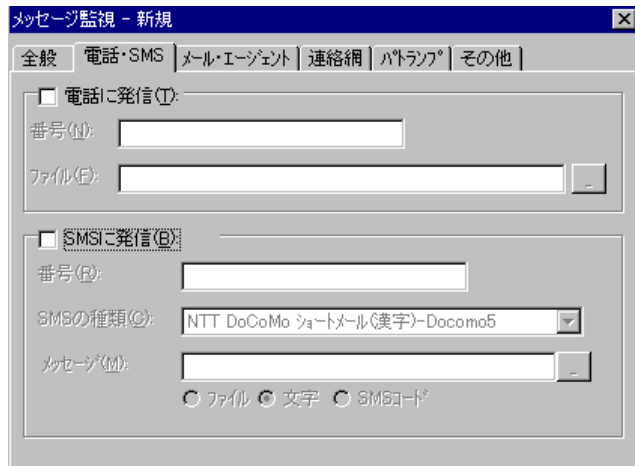 メッセージ監視 - 新規
全般 電話・SMS ﾒｰﾙ・ｴｰｼﾞｪﾝﾄ 連絡網 ﾊﾟﾄﾗﾝﾌﾟ その他
電話に発信(T):
番号(N):
ﾌｧｲﾙ(F):
SMSに発信(B):
番号(R):
SMSの種類(C): NTT DoCoMo ｼｮｰﾄﾒｰﾙ(漢字)-Docomo5
ﾒｯｾｰｼﾞ(M):
ﾌｧｲﾙ 文字 SMSｺｰﾄﾞ